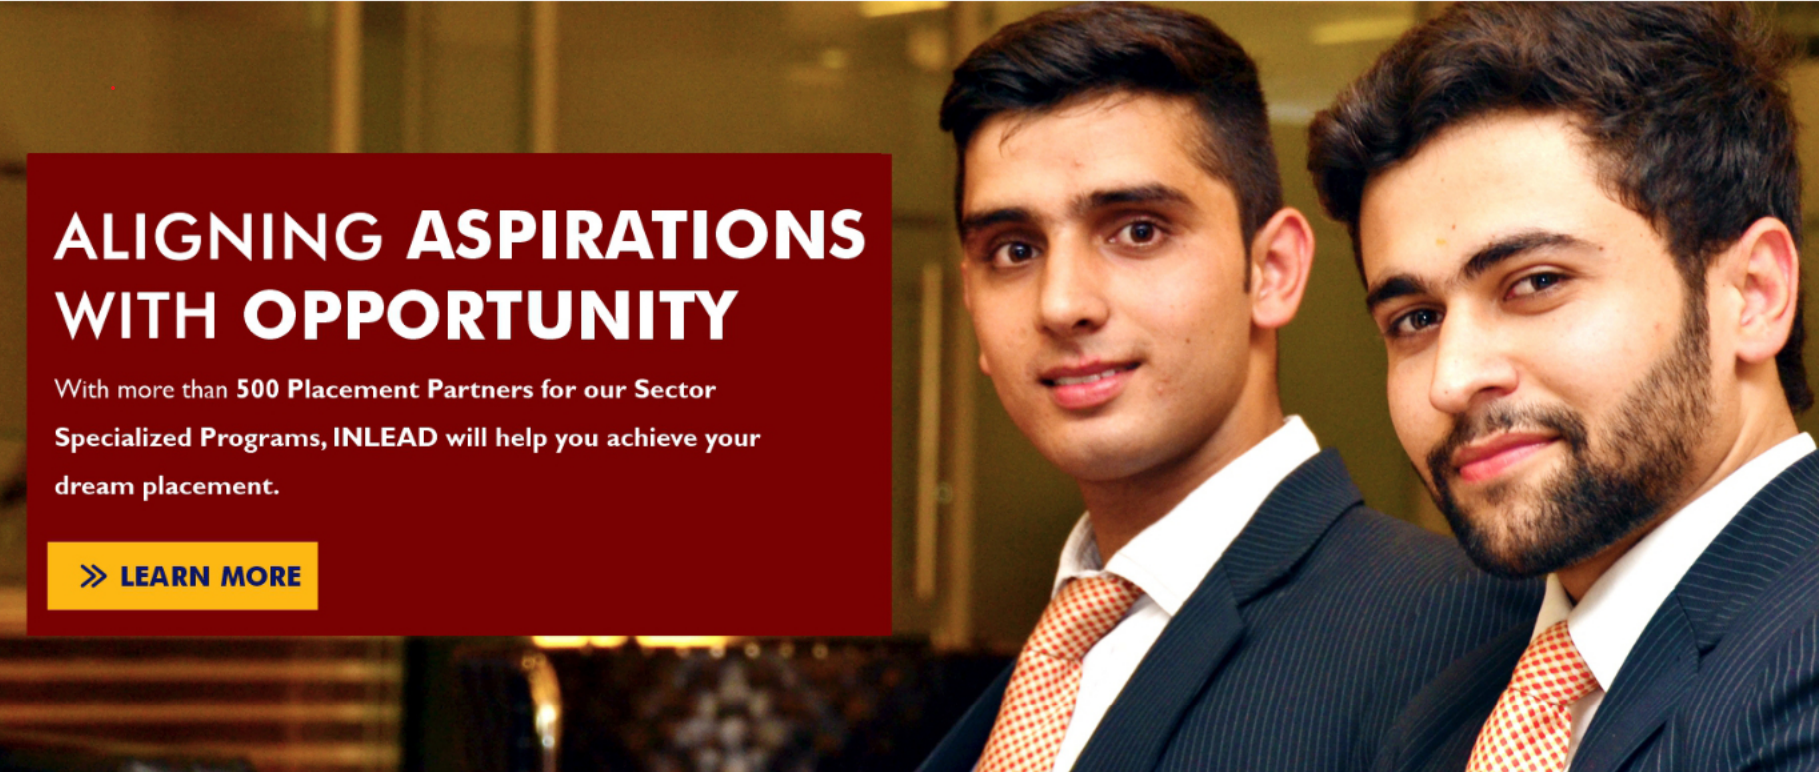 ALIGNING ASPIRATIONS
WITH OPPORTUNITY
With more than 500 Placement Partners for our Sector
Specialized Programs, INLEAD will help you achieve your
dream placement.
» LEARN MORE